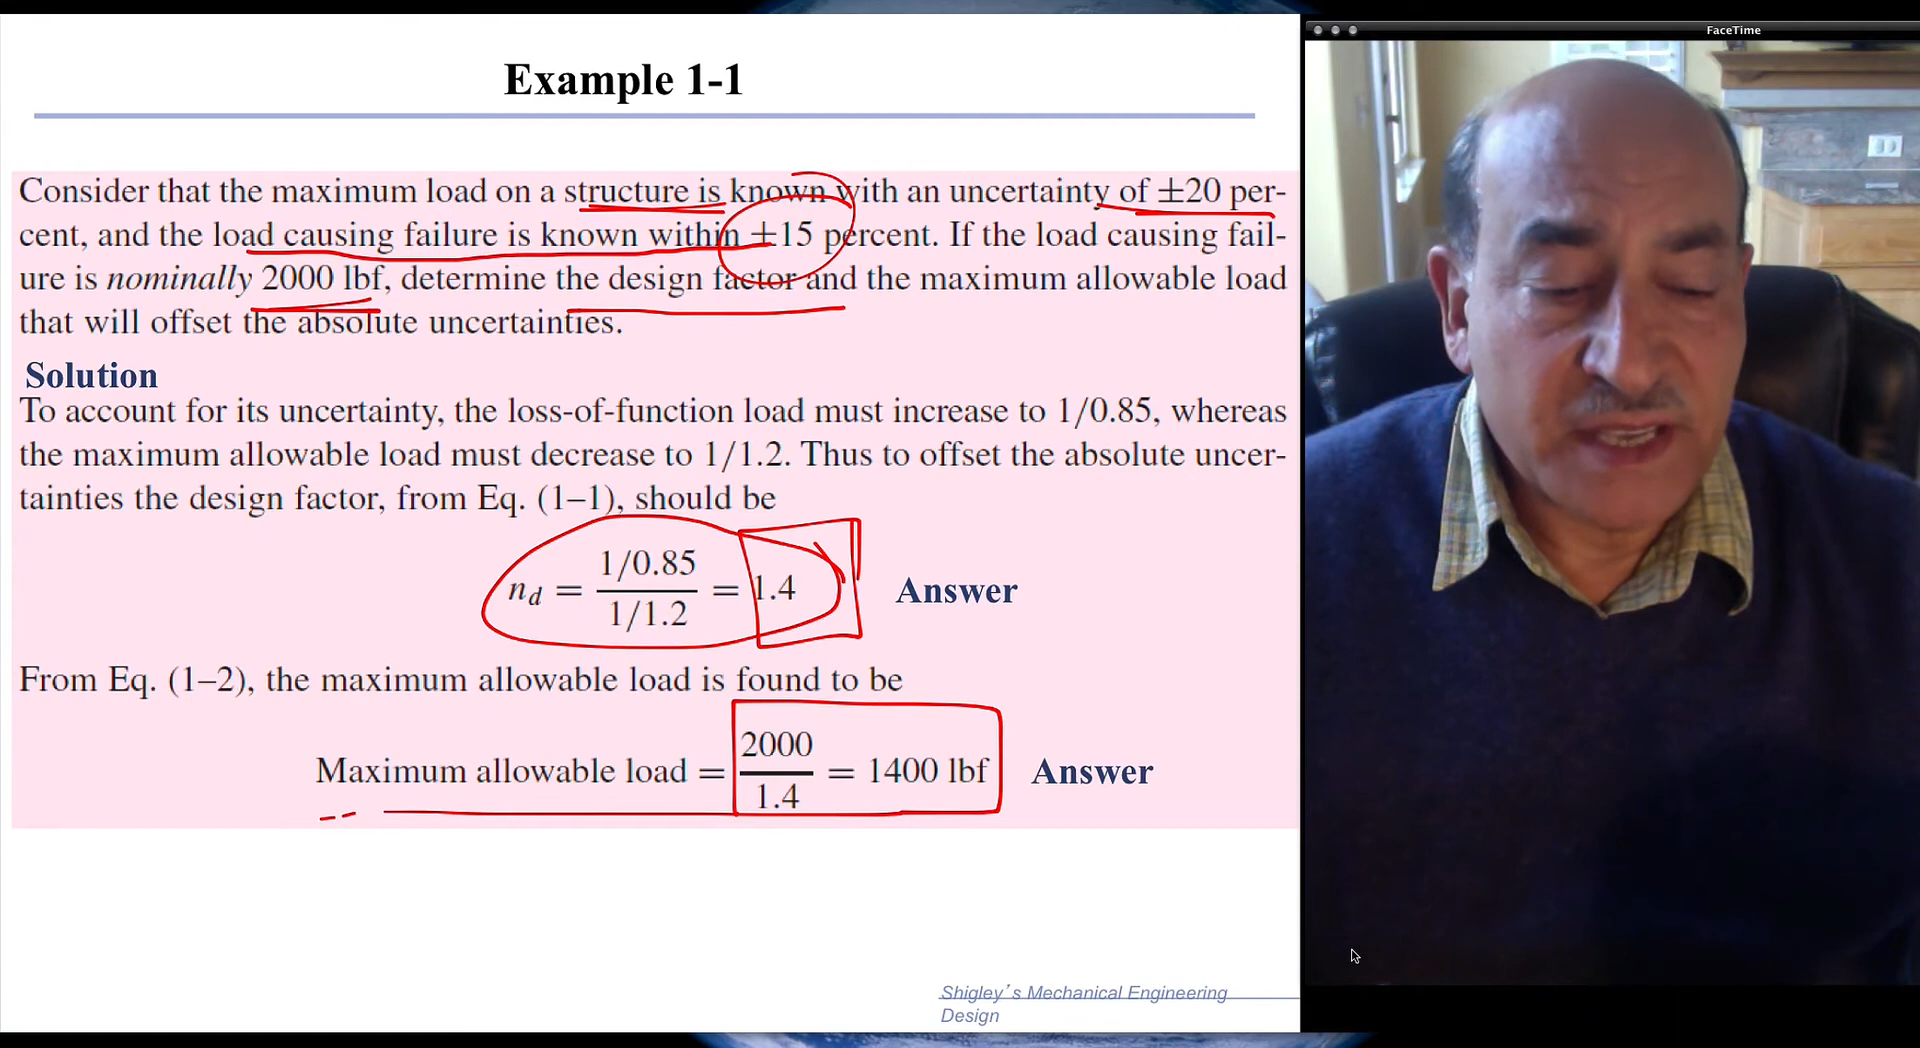 FaceTime
Example 1-1
Consider that the maximum load on a structure is known with an uncertainty of ±20 per-
cent, and the load causing failure is known within ±15 percent. If the load causing fail-
ure is nominally 2000 lbf, determine the design factor and the maximum allowable load
that will offset the absolute uncertainties.
Solution
To account for its uncertainty, the loss-of-function load must increase to 1/0.85, whereas
the maximum allowable load must decrease to 1/1.2. Thus to offset the absolute uncer-
tainties the design factor, from Eq. (1–1), should be
n_d = (1/0.85)/(1/1.2) = 1.4 Answer
From Eq. (1–2), the maximum allowable load is found to be
Maximum allowable load = 2000/1.4 = 1400 lbf Answer
Shigley's Mechanical Engineering
Design